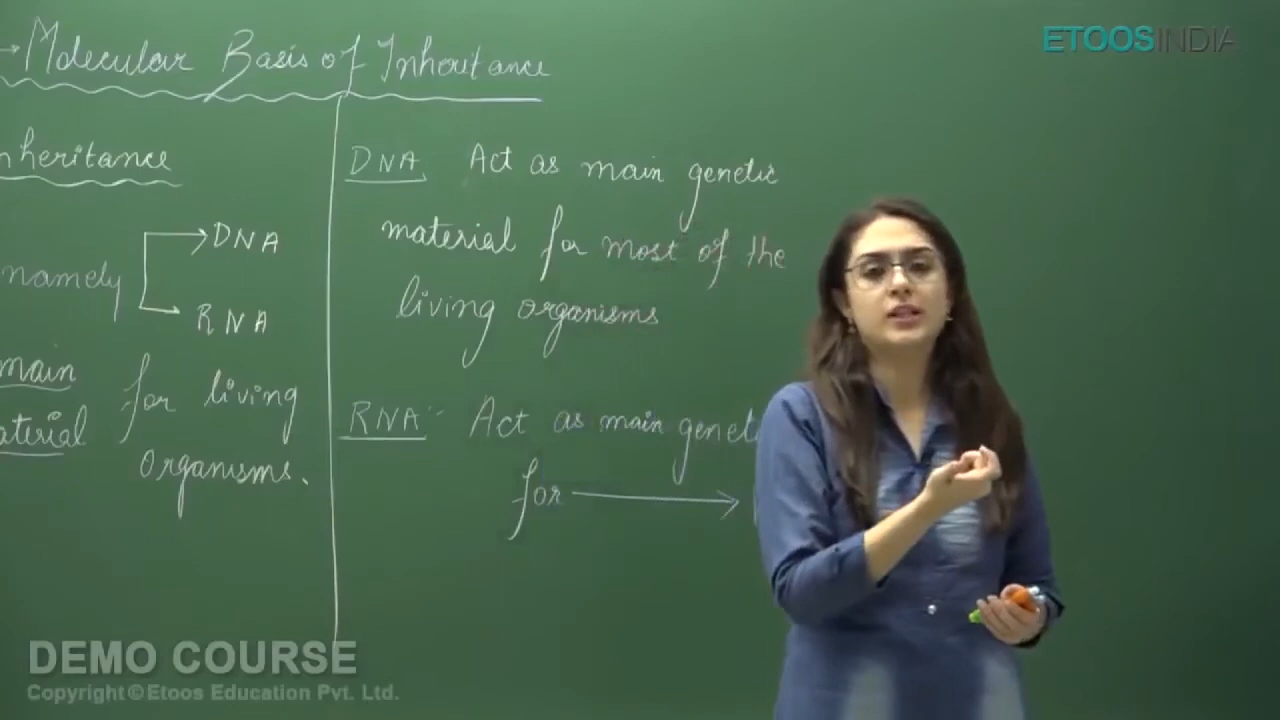 Molecular Basis of Inheritance
ETOOSINDIA
nheritance
namely
DNA
RNA
main for living
aterial
organisms.
DNA Act as main genetic
material for most of the
living organisms
RNA:- Act as main genet
for
DEMO COURSE
Copyright © Etoos Education Pvt. Ltd.